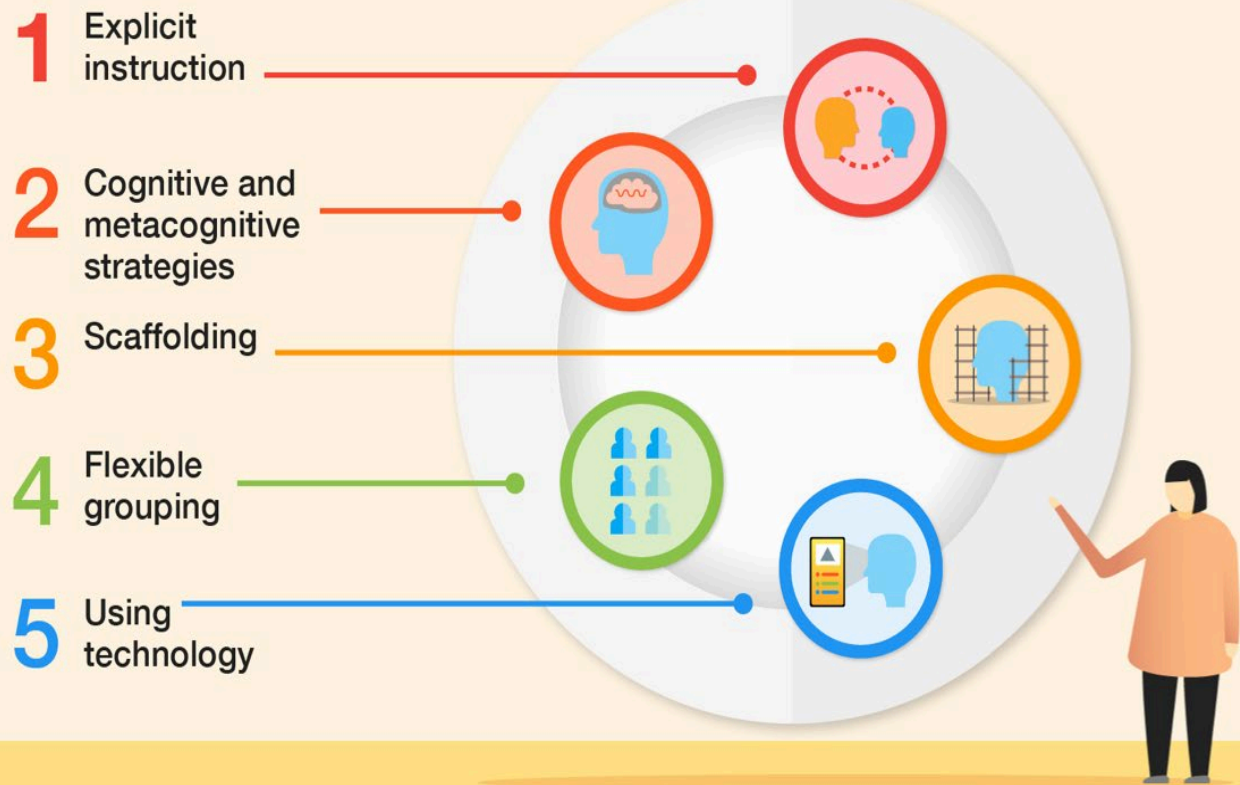 1 Explicit
instruction
2 Cognitive and
metacognitive
strategies
3 Scaffolding
4 Flexible
grouping
5 Using
technology